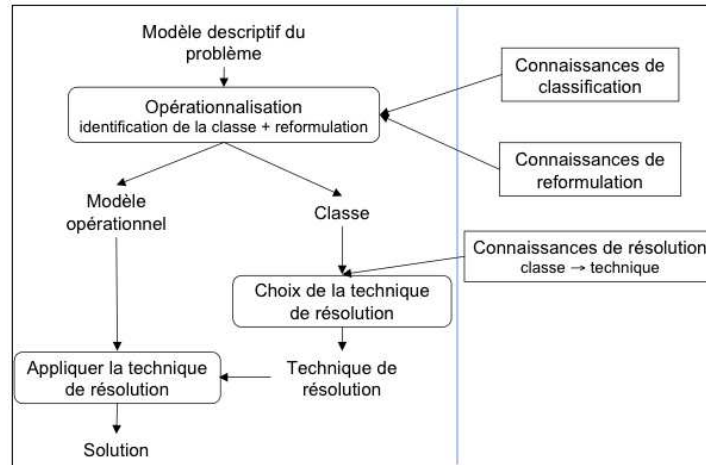 Modèle descriptif du
problème
Opérationnalisation
identification de la classe + reformulation
Connaissances de
classification
Connaissances de
reformulation
Modèle
opérationnel
Classe
Connaissances de résolution
classe → technique
Choix de la technique
de résolution
Appliquer la technique
de résolution
Technique de
résolution
Solution